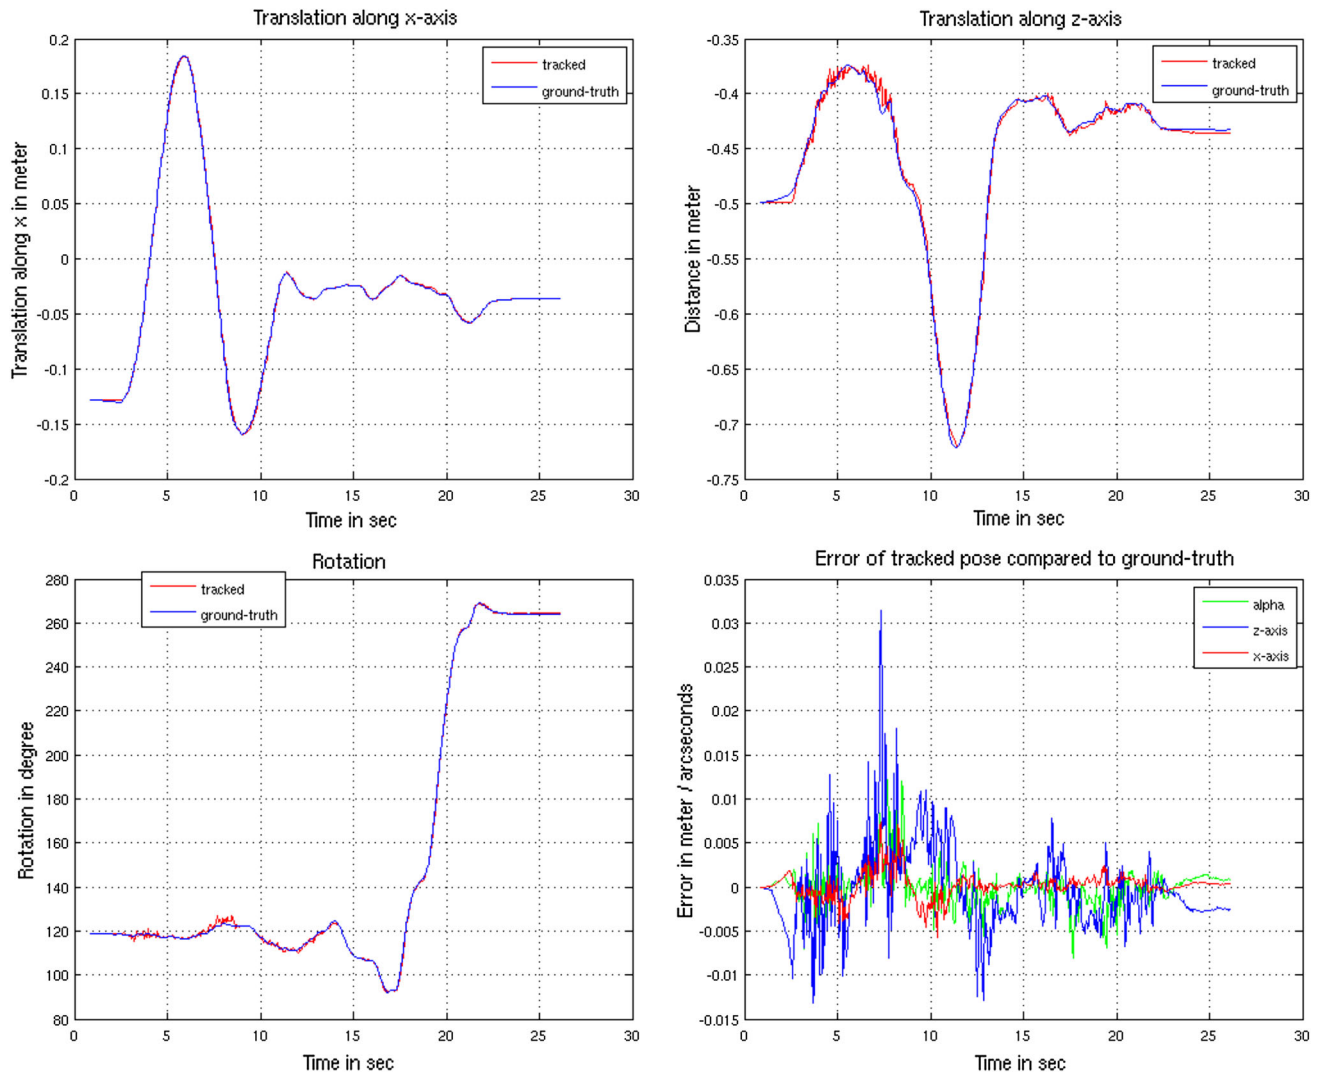 Translation along x-axis
0.2
0.15
0.1
0.05
0
-0.05
-0.1
-0.15
-0.2
Translation along x in meter
tracked
ground-truth
0 5 10 15 20 25 30
Time in sec
Translation along z-axis
-0.35
-0.4
-0.45
-0.5
-0.55
-0.6
-0.65
-0.7
-0.75
Distance in meter
tracked
ground-truth
0 5 10 15 20 25 30
Time in sec
Rotation
280
260
240
220
200
180
160
140
120
100
80
Rotation in degree
tracked
ground-truth
0 5 10 15 20 25 30
Time in sec
Error of tracked pose compared to ground-truth
0.035
0.03
0.025
0.02
0.015
0.01
0.005
0
-0.005
-0.01
-0.015
Error in meter / arcseconds
alpha
z-axis
x-axis
0 5 10 15 20 25 30
Time in sec